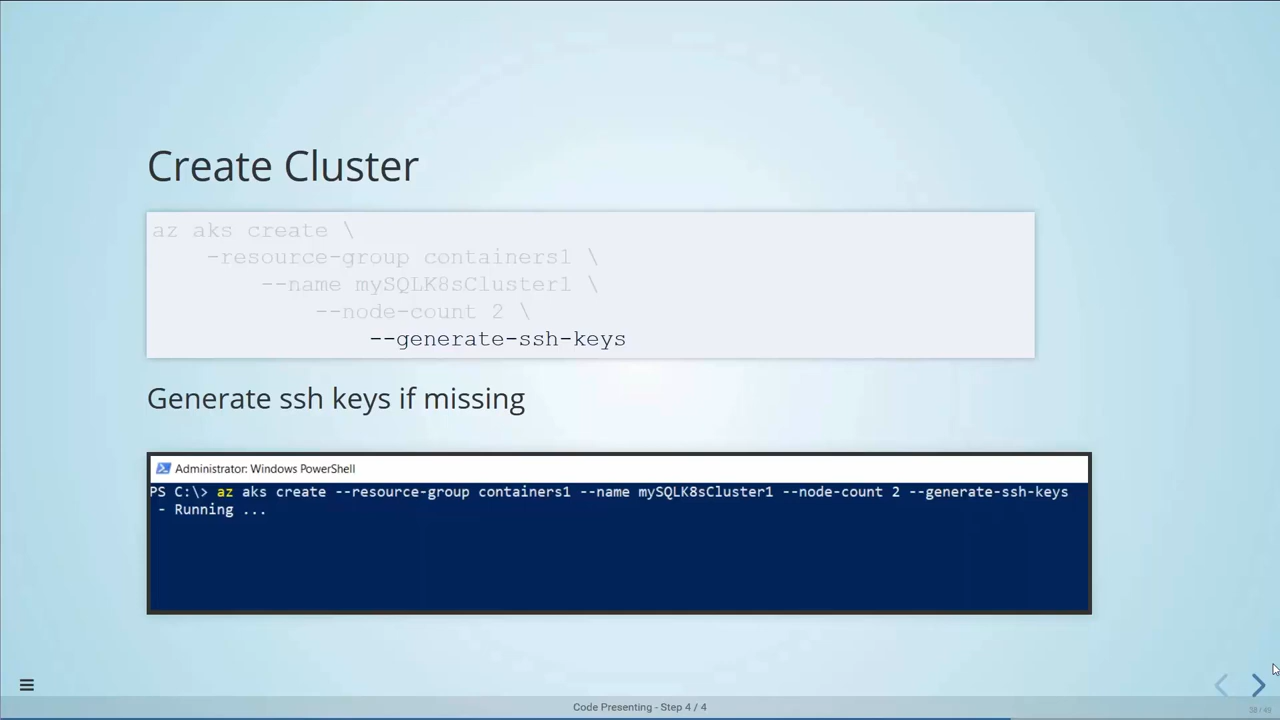 Create Cluster
az aks create \
-resource-group containers1 \
--name mySQLK8sCluster1 \
--node-count 2 \
--generate-ssh-keys
Generate ssh keys if missing
Administrator: Windows PowerShell
PS C:\> az aks create --resource-group containers1 --name mySQLK8sCluster1 --node-count 2 --generate-ssh-keys
- Running ...
Code Presenting - Step 4 / 4